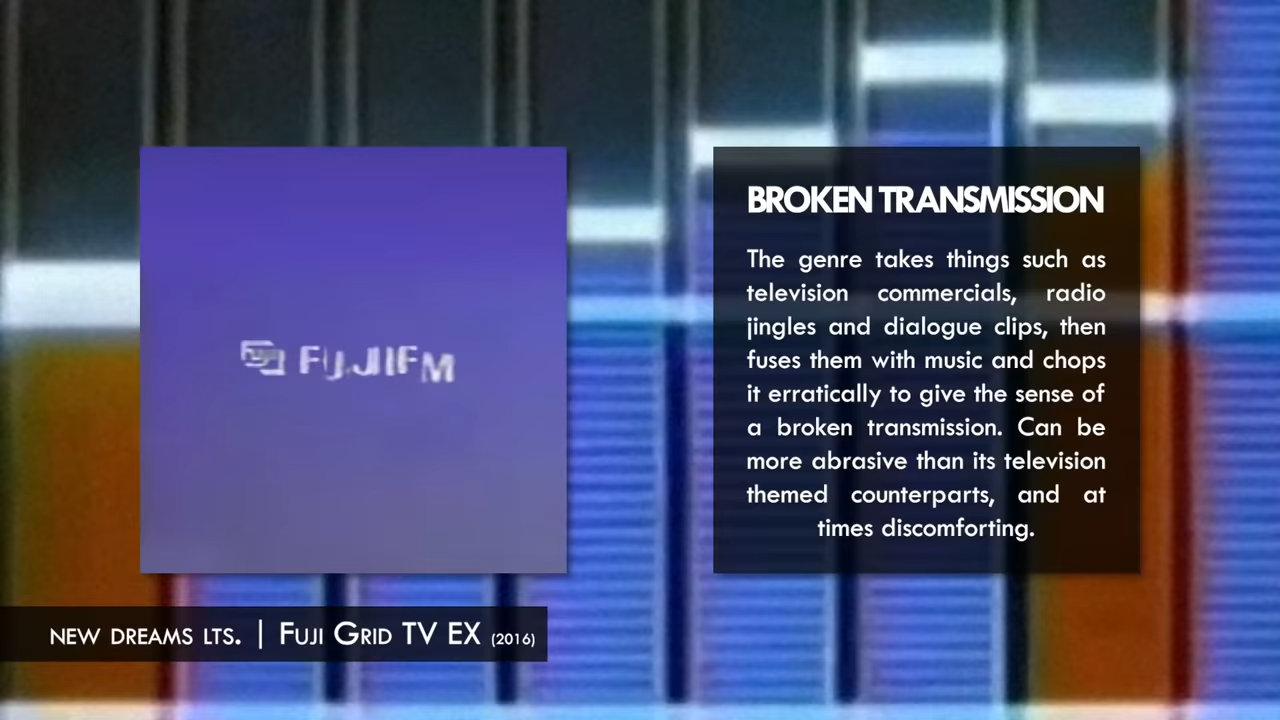 FUJIFM
BROKEN TRANSMISSION
The genre takes things such as
television commercials, radio
jingles and dialogue clips, then
fuses them with music and chops
it erratically to give the sense of
a broken transmission. Can be
more abrasive than its television
themed counterparts, and at
times discomforting.
NEW DREAMS LTS. | FUJI GRID TV EX (2016)